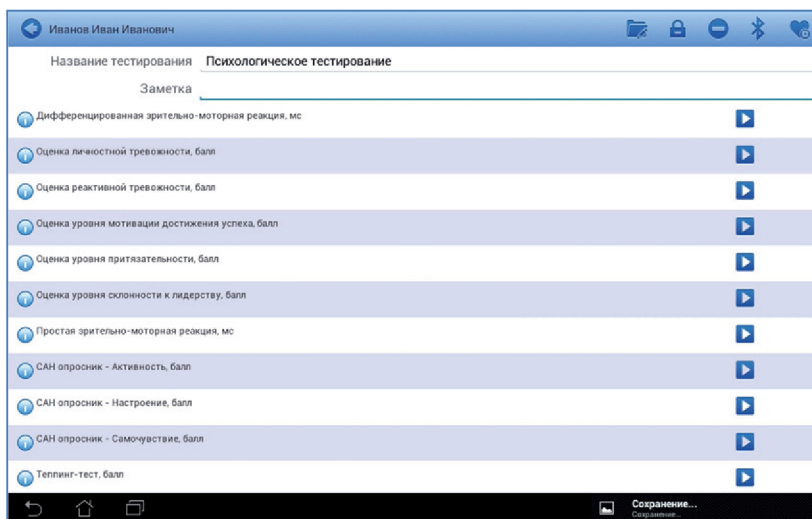 Иванов Иван Иванович
Название тестирования Психологическое тестирование
Заметка
Дифференцированная зрительно-моторная реакция, мс
Оценка личностной тревожности, балл
Оценка реактивной тревожности, балл
Оценка уровня мотивации достижения успеха, балл
Оценка уровня притязательности, балл
Оценка уровня склонности к лидерству, балл
Простая зрительно-моторная реакция, мс
САН опросник - Активность, балл
САН опросник - Настроение, балл
САН опросник - Самочувствие, балл
Теппинг-тест, балл
Сохранение...
Сохранение...